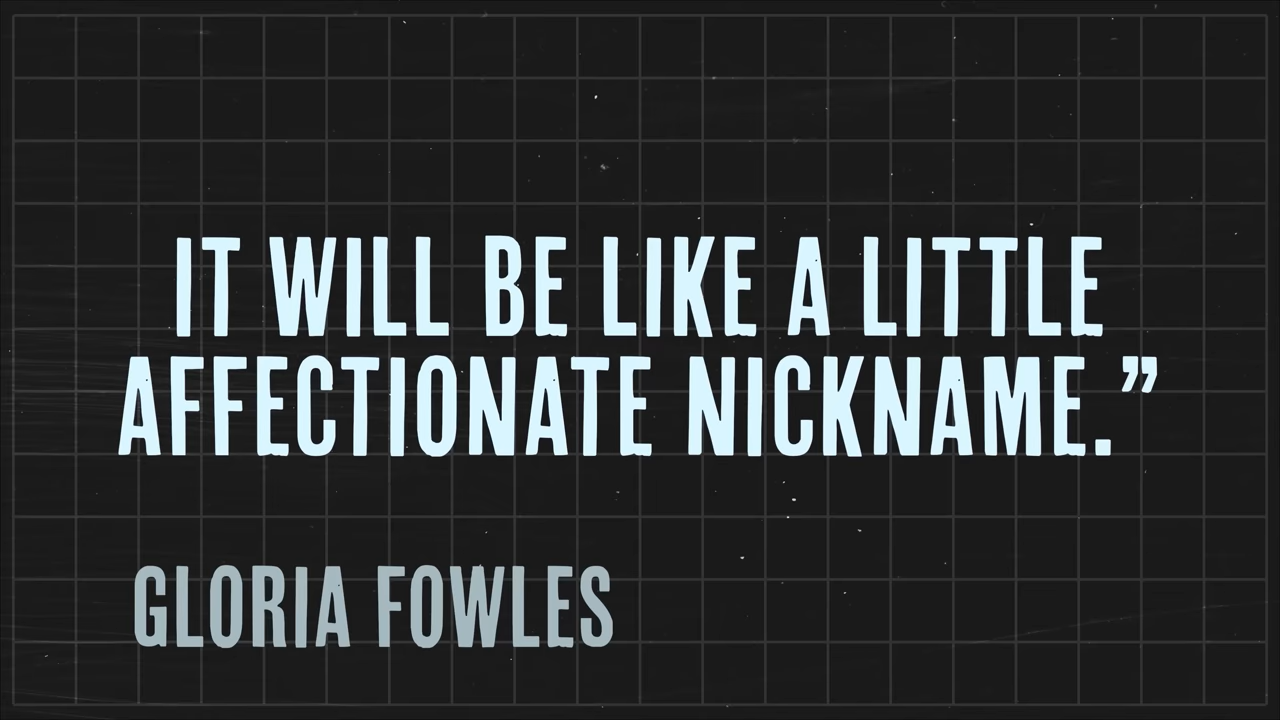 IT WILL BE LIKE A LITTLE
AFFECTIONATE NICKNAME.”
GLORIA FOWLES